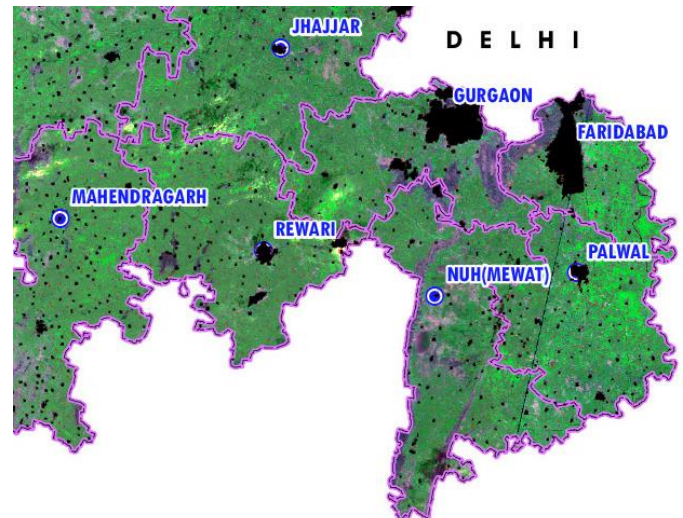 JHAJJAR
DELHI
GURGAON
FARIDABAD
MAHENDRAGARH
REWARI
PALWAL
NUH(MEWAT)